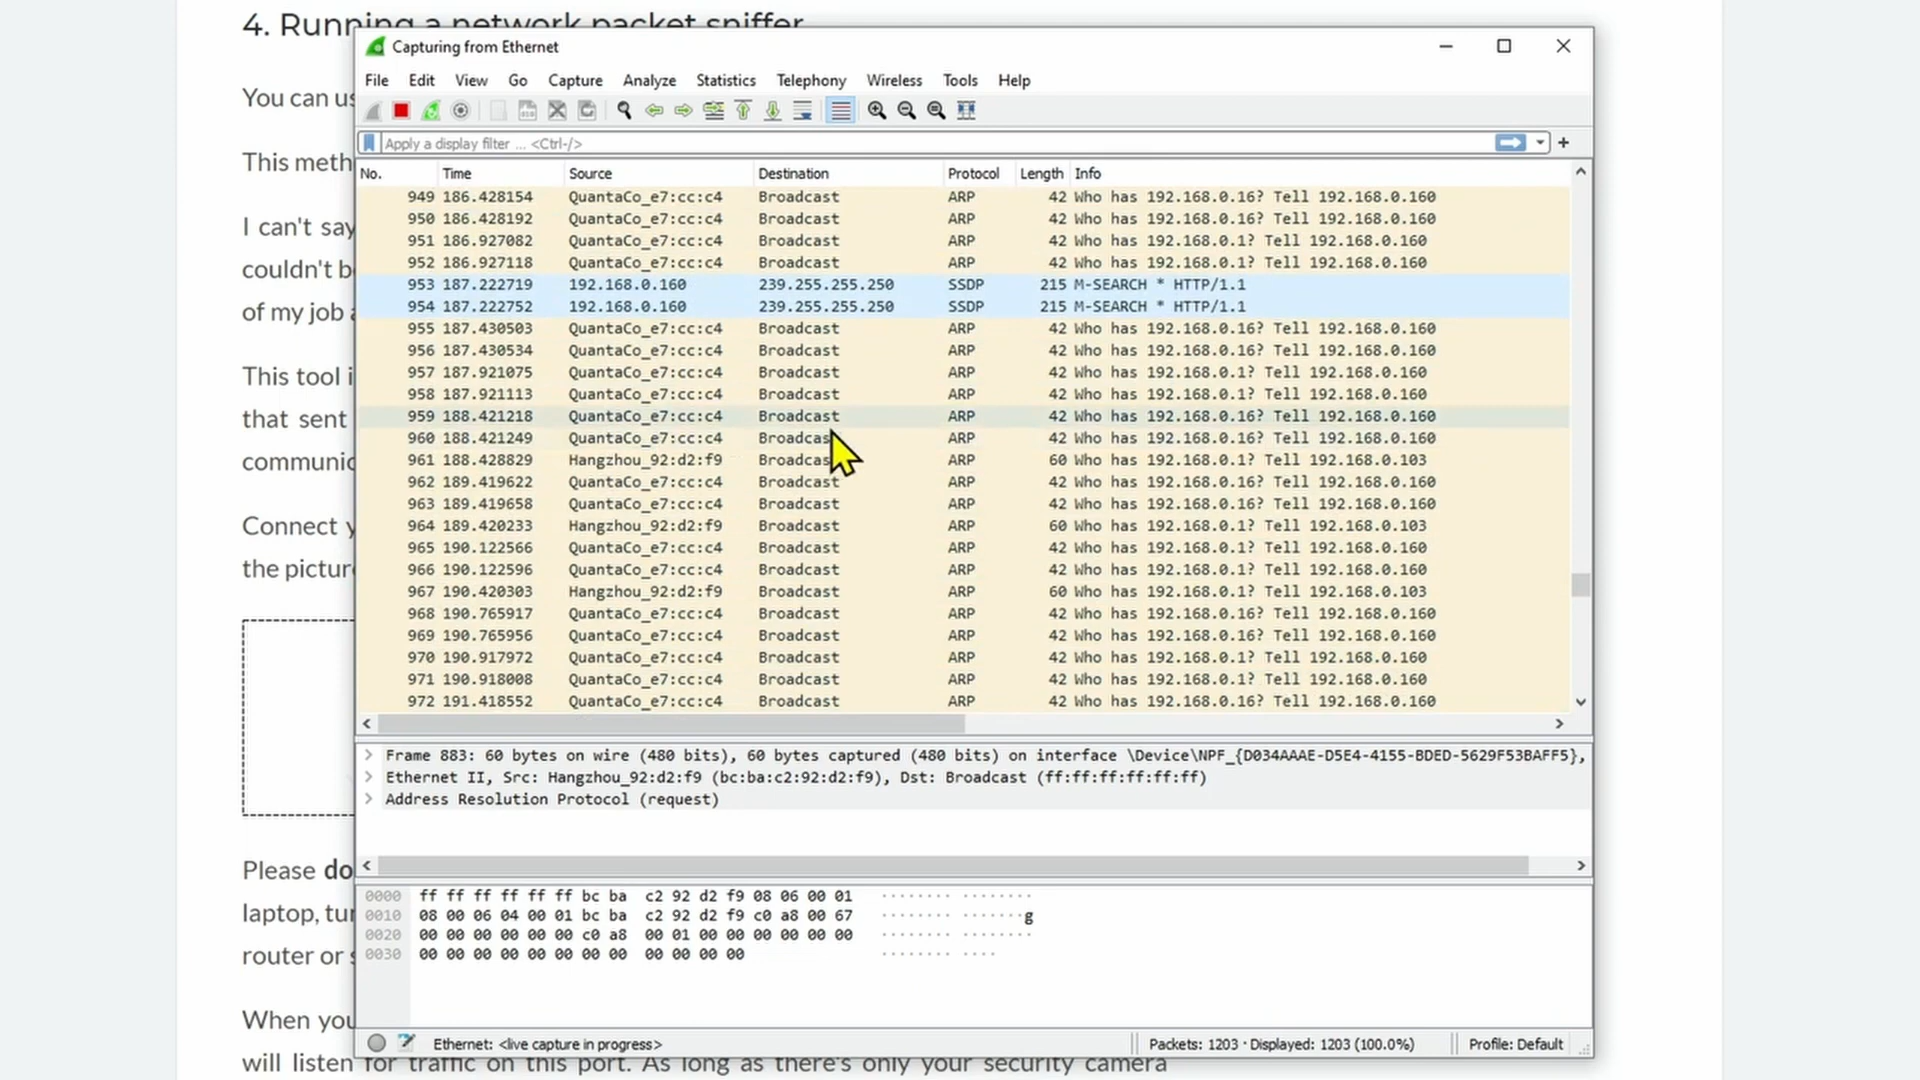 4. Running a network packet sniffer
Capturing from Ethernet
You can us
File Edit View Go Capture Analyze Statistics Telephony Wireless Tools Help
Apply a display filter ... <Ctrl-/>
This meth
No. Time Source Destination Protocol Length Info
949 186.428154 QuantaCo_e7:cc:c4 Broadcast ARP 42 Who has 192.168.0.16? Tell 192.168.0.160
950 186.428192 QuantaCo_e7:cc:c4 Broadcast ARP 42 Who has 192.168.0.16? Tell 192.168.0.160
I can't say
951 186.927082 QuantaCo_e7:cc:c4 Broadcast ARP 42 Who has 192.168.0.1? Tell 192.168.0.160
952 186.927118 QuantaCo_e7:cc:c4 Broadcast ARP 42 Who has 192.168.0.1? Tell 192.168.0.160
couldn't b
953 187.222719 192.168.0.160 239.255.255.250 SSDP 215 M-SEARCH * HTTP/1.1
954 187.222752 192.168.0.160 239.255.255.250 SSDP 215 M-SEARCH * HTTP/1.1
of my job a
955 187.430503 QuantaCo_e7:cc:c4 Broadcast ARP 42 Who has 192.168.0.16? Tell 192.168.0.160
956 187.430534 QuantaCo_e7:cc:c4 Broadcast ARP 42 Who has 192.168.0.16? Tell 192.168.0.160
957 187.921075 QuantaCo_e7:cc:c4 Broadcast ARP 42 Who has 192.168.0.1? Tell 192.168.0.160
This tool i
958 187.921113 QuantaCo_e7:cc:c4 Broadcast ARP 42 Who has 192.168.0.1? Tell 192.168.0.160
959 188.421218 QuantaCo_e7:cc:c4 Broadcast ARP 42 Who has 192.168.0.16? Tell 192.168.0.160
that sent
960 188.421249 QuantaCo_e7:cc:c4 Broadcas ARP 42 Who has 192.168.0.16? Tell 192.168.0.160
961 188.428829 Hangzhou_92:d2:f9 Broadcas ARP 60 Who has 192.168.0.1? Tell 192.168.0.103
communic
962 189.419622 QuantaCo_e7:cc:c4 Broadcast ARP 42 Who has 192.168.0.16? Tell 192.168.0.160
963 189.419658 QuantaCo_e7:cc:c4 Broadcast ARP 42 Who has 192.168.0.16? Tell 192.168.0.160
964 189.420233 Hangzhou_92:d2:f9 Broadcast ARP 60 Who has 192.168.0.1? Tell 192.168.0.103
Connect y
965 190.122566 QuantaCo_e7:cc:c4 Broadcast ARP 42 Who has 192.168.0.1? Tell 192.168.0.160
966 190.122596 QuantaCo_e7:cc:c4 Broadcast ARP 42 Who has 192.168.0.1? Tell 192.168.0.160
the picture
967 190.420303 Hangzhou_92:d2:f9 Broadcast ARP 60 Who has 192.168.0.1? Tell 192.168.0.103
968 190.765917 QuantaCo_e7:cc:c4 Broadcast ARP 42 Who has 192.168.0.16? Tell 192.168.0.160
969 190.765956 QuantaCo_e7:cc:c4 Broadcast ARP 42 Who has 192.168.0.16? Tell 192.168.0.160
970 190.917972 QuantaCo_e7:cc:c4 Broadcast ARP 42 Who has 192.168.0.1? Tell 192.168.0.160
971 190.918008 QuantaCo_e7:cc:c4 Broadcast ARP 42 Who has 192.168.0.1? Tell 192.168.0.160
972 191.418552 QuantaCo_e7:cc:c4 Broadcast ARP 42 Who has 192.168.0.16? Tell 192.168.0.160
Frame 883: 60 bytes on wire (480 bits), 60 bytes captured (480 bits) on interface \Device\NPF_{D034AAAE-D5E4-4155-BDED-5629F53BAFF5},
Ethernet II, Src: Hangzhou_92:d2:f9 (bc:ba:c2:92:d2:f9), Dst: Broadcast (ff:ff:ff:ff:ff:ff)
Address Resolution Protocol (request)
Please do
0000 ff ff ff ff ff ff bc ba c2 92 d2 f9 08 06 00 01 ········ ········
laptop, tur
0010 08 00 06 04 00 01 bc ba c2 92 d2 f9 c0 a8 00 67 ········ ·······g
0020 00 00 00 00 00 00 c0 a8 00 01 00 00 00 00 00 00 ········ ········
router or s
0030 00 00 00 00 00 00 00 00 00 00 00 00 ········ ····
When you
Ethernet: <live capture in progress> Packets: 1203 · Displayed: 1203 (100.0%) Profile: Default
will listen for traffic on this port. As long as there's only your security camera